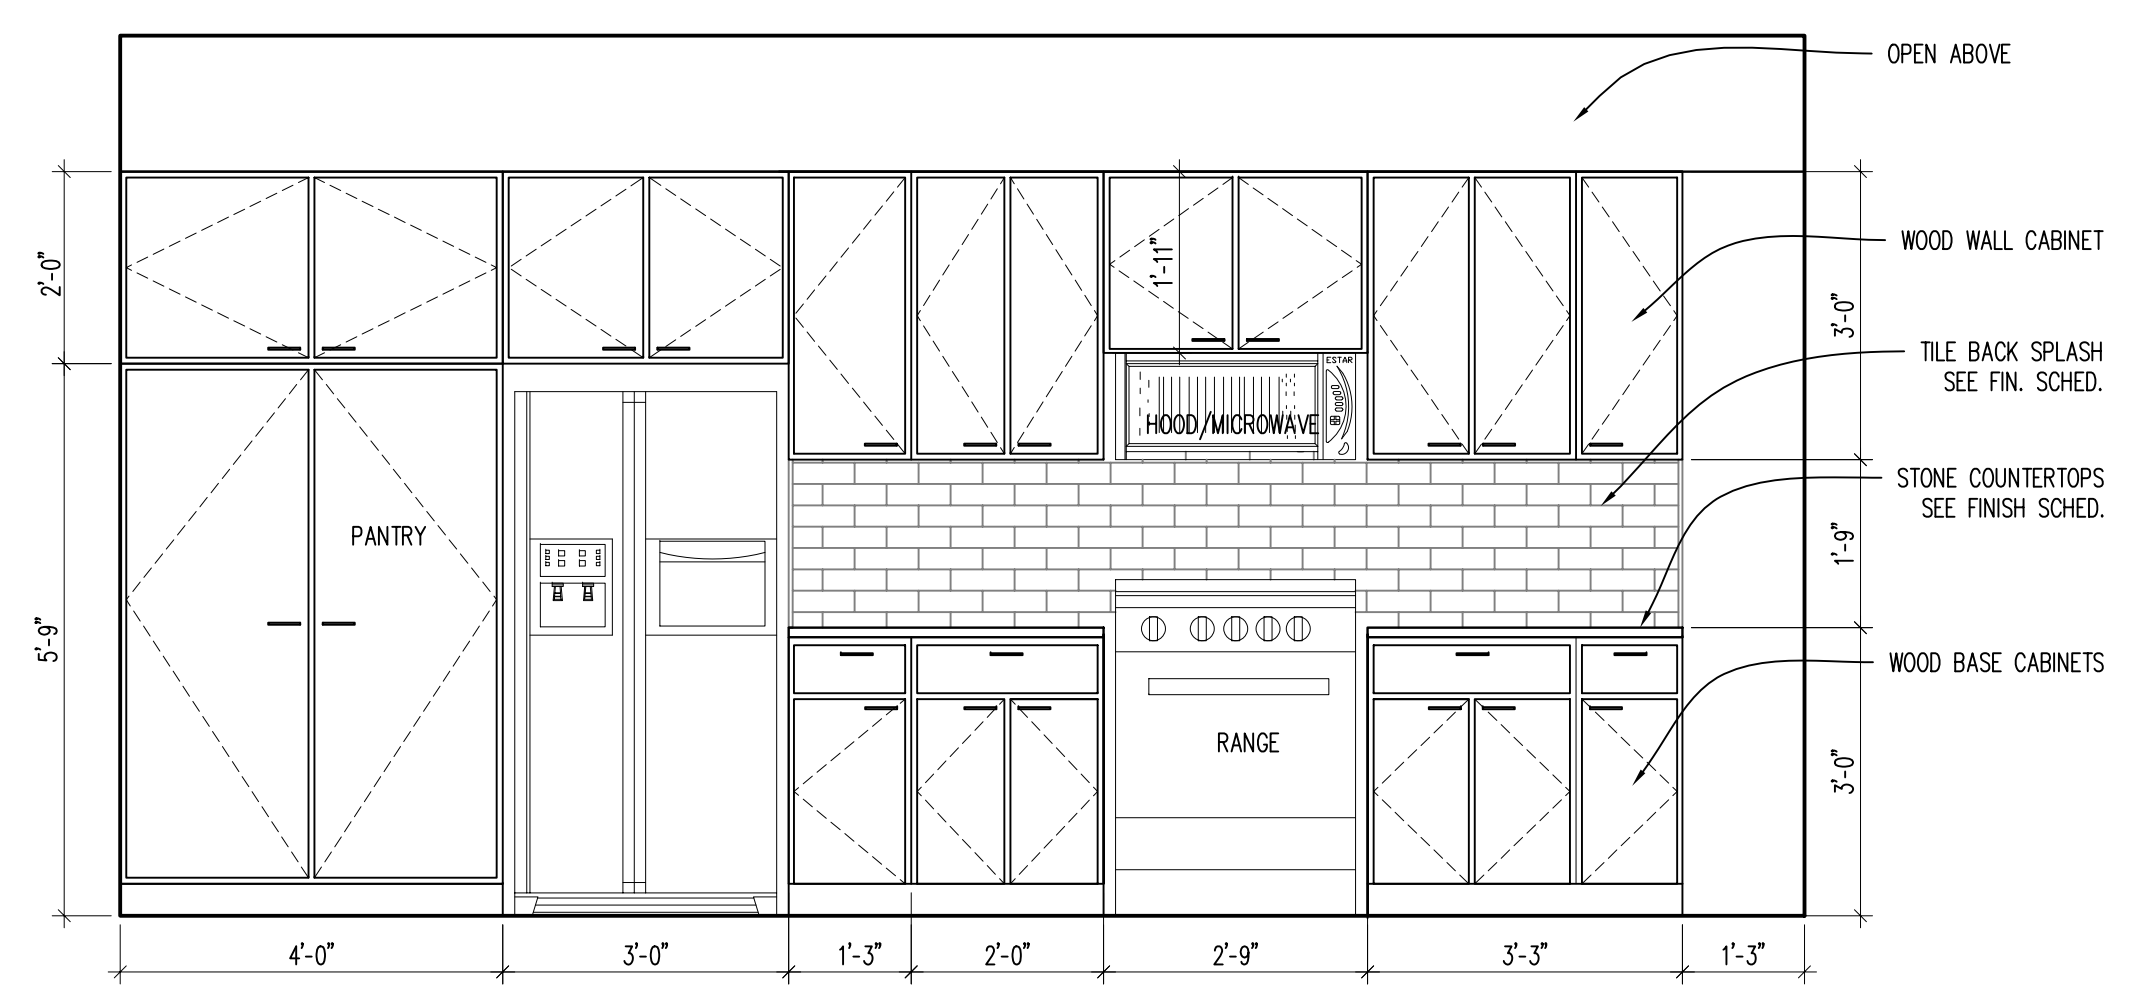 OPEN ABOVE
WOOD WALL CABINET
2'-0"
1'-11"
3'-0"
TILE BACK SPLASH
SEE FIN. SCHED.
ESTAR
HOOD/MICROWAVE
STONE COUNTERTOPS
SEE FINISH SCHED.
PANTRY
1'-9"
5'-9"
WOOD BASE CABINETS
RANGE
3'-0"
4'-0"
3'-0"
1'-3"
2'-0"
2'-9"
3'-3"
1'-3"